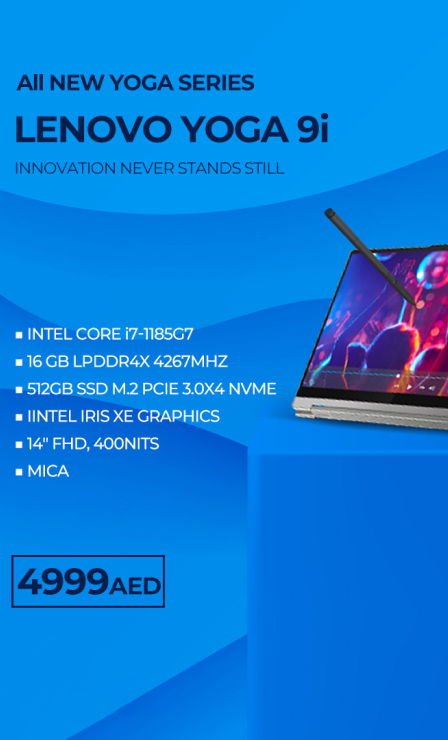 All NEW YOGA SERIES
LENOVO YOGA 9i
INNOVATION NEVER STANDS STILL
▪ INTEL CORE i7-1185G7
▪ 16 GB LPDDR4X 4267MHZ
▪ 512GB SSD M.2 PCIE 3.0X4 NVME
▪ IINTEL IRIS XE GRAPHICS
▪ 14" FHD, 400NITS
▪ MICA
4999AED